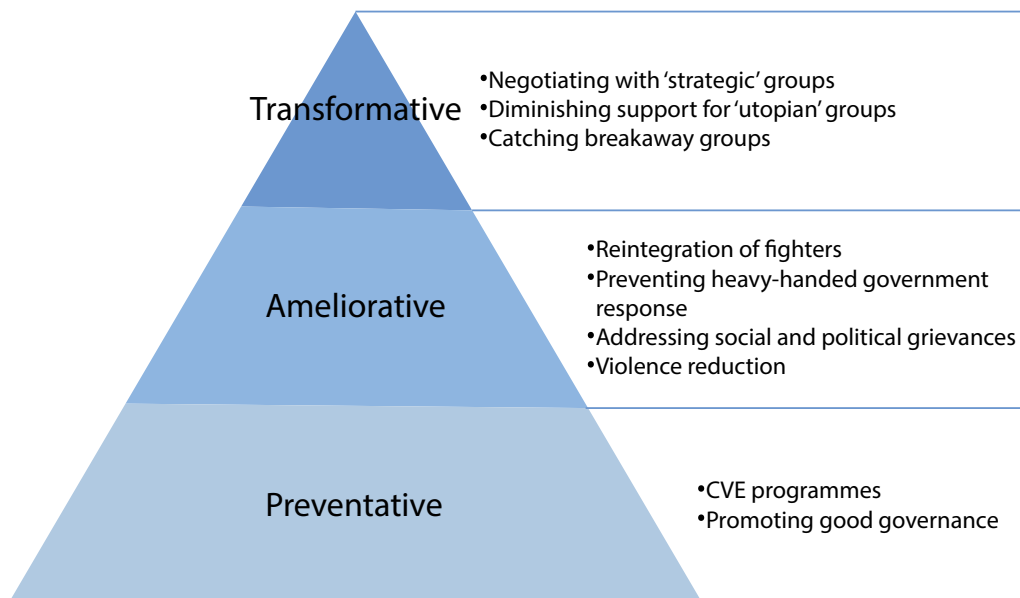 Transformative
•Negotiating with ‘strategic’ groups
•Diminishing support for ‘utopian’ groups
•Catching breakaway groups
Ameliorative
•Reintegration of fighters
•Preventing heavy-handed government
response
•Addressing social and political grievances
•Violence reduction
Preventative
•CVE programmes
•Promoting good governance